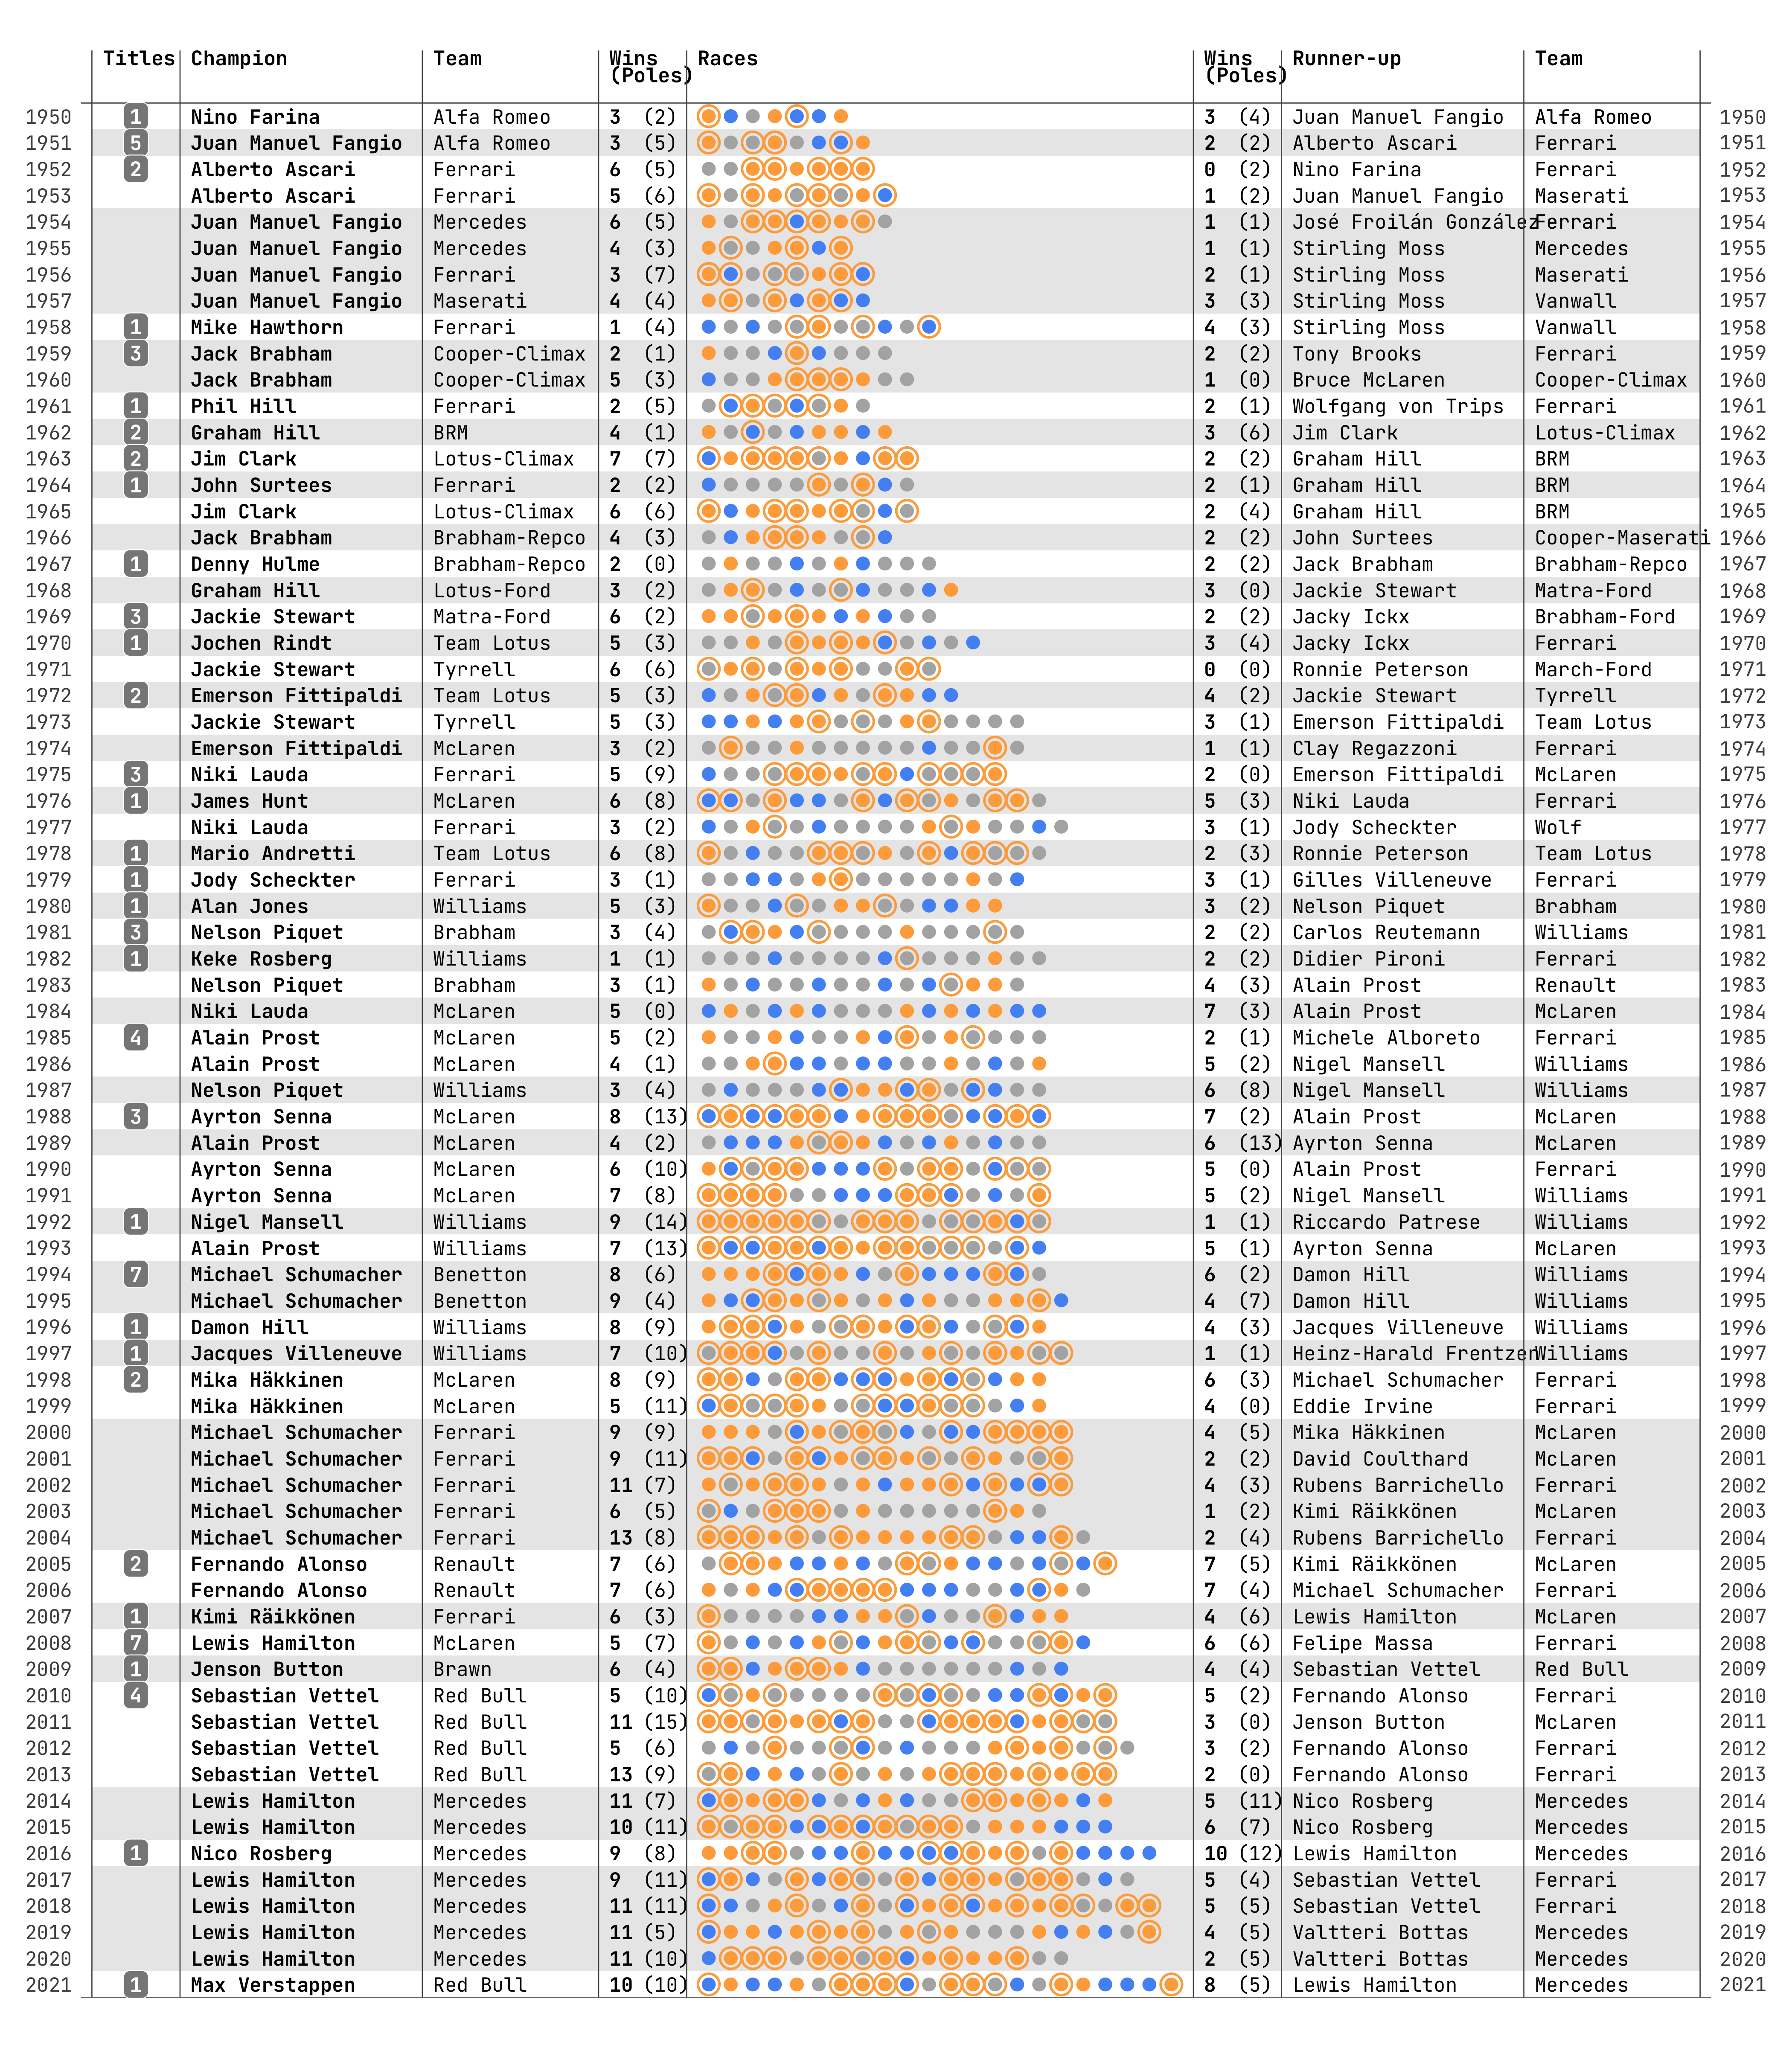 Titles Champion Team Wins (Poles) Races Wins (Poles) Runner-up Team
1950 1 Nino Farina Alfa Romeo 3 (2) 3 (4) Juan Manuel Fangio Alfa Romeo 1950
1951 5 Juan Manuel Fangio Alfa Romeo 3 (5) 2 (2) Alberto Ascari Ferrari 1951
1952 2 Alberto Ascari Ferrari 6 (5) 0 (2) Nino Farina Ferrari 1952
1953 Alberto Ascari Ferrari 5 (6) 1 (2) Juan Manuel Fangio Maserati 1953
1954 Juan Manuel Fangio Mercedes 6 (5) 1 (1) José Froilán González Ferrari 1954
1955 Juan Manuel Fangio Mercedes 4 (3) 1 (1) Stirling Moss Mercedes 1955
1956 Juan Manuel Fangio Ferrari 3 (7) 2 (1) Stirling Moss Maserati 1956
1957 Juan Manuel Fangio Maserati 4 (4) 3 (3) Stirling Moss Vanwall 1957
1958 1 Mike Hawthorn Ferrari 1 (4) 4 (3) Stirling Moss Vanwall 1958
1959 3 Jack Brabham Cooper-Climax 2 (1) 2 (2) Tony Brooks Ferrari 1959
1960 Jack Brabham Cooper-Climax 5 (3) 1 (0) Bruce McLaren Cooper-Climax 1960
1961 1 Phil Hill Ferrari 2 (5) 2 (1) Wolfgang von Trips Ferrari 1961
1962 2 Graham Hill BRM 4 (1) 3 (6) Jim Clark Lotus-Climax 1962
1963 2 Jim Clark Lotus-Climax 7 (7) 2 (2) Graham Hill BRM 1963
1964 1 John Surtees Ferrari 2 (2) 2 (1) Graham Hill BRM 1964
1965 Jim Clark Lotus-Climax 6 (6) 2 (4) Graham Hill BRM 1965
1966 Jack Brabham Brabham-Repco 4 (3) 2 (2) John Surtees Cooper-Maserati 1966
1967 1 Denny Hulme Brabham-Repco 2 (0) 2 (2) Jack Brabham Brabham-Repco 1967
1968 Graham Hill Lotus-Ford 3 (2) 3 (0) Jackie Stewart Matra-Ford 1968
1969 3 Jackie Stewart Matra-Ford 6 (2) 2 (2) Jacky Ickx Brabham-Ford 1969
1970 1 Jochen Rindt Team Lotus 5 (3) 3 (4) Jacky Ickx Ferrari 1970
1971 Jackie Stewart Tyrrell 6 (6) 0 (0) Ronnie Peterson March-Ford 1971
1972 2 Emerson Fittipaldi Team Lotus 5 (3) 4 (2) Jackie Stewart Tyrrell 1972
1973 Jackie Stewart Tyrrell 5 (3) 3 (1) Emerson Fittipaldi Team Lotus 1973
1974 Emerson Fittipaldi McLaren 3 (2) 1 (1) Clay Regazzoni Ferrari 1974
1975 3 Niki Lauda Ferrari 5 (9) 2 (0) Emerson Fittipaldi McLaren 1975
1976 1 James Hunt McLaren 6 (8) 5 (3) Niki Lauda Ferrari 1976
1977 Niki Lauda Ferrari 3 (2) 3 (1) Jody Scheckter Wolf 1977
1978 1 Mario Andretti Team Lotus 6 (8) 2 (3) Ronnie Peterson Team Lotus 1978
1979 1 Jody Scheckter Ferrari 3 (1) 3 (1) Gilles Villeneuve Ferrari 1979
1980 1 Alan Jones Williams 5 (3) 3 (2) Nelson Piquet Brabham 1980
1981 3 Nelson Piquet Brabham 3 (4) 2 (2) Carlos Reutemann Williams 1981
1982 1 Keke Rosberg Williams 1 (1) 2 (2) Didier Pironi Ferrari 1982
1983 Nelson Piquet Brabham 3 (1) 4 (3) Alain Prost Renault 1983
1984 Niki Lauda McLaren 5 (0) 7 (3) Alain Prost McLaren 1984
1985 4 Alain Prost McLaren 5 (2) 2 (1) Michele Alboreto Ferrari 1985
1986 Alain Prost McLaren 4 (1) 5 (2) Nigel Mansell Williams 1986
1987 Nelson Piquet Williams 3 (4) 6 (8) Nigel Mansell Williams 1987
1988 3 Ayrton Senna McLaren 8 (13) 7 (2) Alain Prost McLaren 1988
1989 Alain Prost McLaren 4 (2) 6 (13) Ayrton Senna McLaren 1989
1990 Ayrton Senna McLaren 6 (10) 5 (0) Alain Prost Ferrari 1990
1991 Ayrton Senna McLaren 7 (8) 5 (2) Nigel Mansell Williams 1991
1992 1 Nigel Mansell Williams 9 (14) 1 (1) Riccardo Patrese Williams 1992
1993 Alain Prost Williams 7 (13) 5 (1) Ayrton Senna McLaren 1993
1994 7 Michael Schumacher Benetton 8 (6) 6 (2) Damon Hill Williams 1994
1995 Michael Schumacher Benetton 9 (4) 4 (7) Damon Hill Williams 1995
1996 1 Damon Hill Williams 8 (9) 4 (3) Jacques Villeneuve Williams 1996
1997 1 Jacques Villeneuve Williams 7 (10) 1 (1) Heinz-Harald Frentzen Williams 1997
1998 2 Mika Häkkinen McLaren 8 (9) 6 (3) Michael Schumacher Ferrari 1998
1999 Mika Häkkinen McLaren 5 (11) 4 (0) Eddie Irvine Ferrari 1999
2000 Michael Schumacher Ferrari 9 (9) 4 (5) Mika Häkkinen McLaren 2000
2001 Michael Schumacher Ferrari 9 (11) 2 (2) David Coulthard McLaren 2001
2002 Michael Schumacher Ferrari 11 (7) 4 (3) Rubens Barrichello Ferrari 2002
2003 Michael Schumacher Ferrari 6 (5) 1 (2) Kimi Räikkönen McLaren 2003
2004 Michael Schumacher Ferrari 13 (8) 2 (4) Rubens Barrichello Ferrari 2004
2005 2 Fernando Alonso Renault 7 (6) 7 (5) Kimi Räikkönen McLaren 2005
2006 Fernando Alonso Renault 7 (6) 7 (4) Michael Schumacher Ferrari 2006
2007 1 Kimi Räikkönen Ferrari 6 (3) 4 (6) Lewis Hamilton McLaren 2007
2008 7 Lewis Hamilton McLaren 5 (7) 6 (6) Felipe Massa Ferrari 2008
2009 1 Jenson Button Brawn 6 (4) 4 (4) Sebastian Vettel Red Bull 2009
2010 4 Sebastian Vettel Red Bull 5 (10) 5 (2) Fernando Alonso Ferrari 2010
2011 Sebastian Vettel Red Bull 11 (15) 3 (0) Jenson Button McLaren 2011
2012 Sebastian Vettel Red Bull 5 (6) 3 (2) Fernando Alonso Ferrari 2012
2013 Sebastian Vettel Red Bull 13 (9) 2 (0) Fernando Alonso Ferrari 2013
2014 Lewis Hamilton Mercedes 11 (7) 5 (11) Nico Rosberg Mercedes 2014
2015 Lewis Hamilton Mercedes 10 (11) 6 (7) Nico Rosberg Mercedes 2015
2016 1 Nico Rosberg Mercedes 9 (8) 10 (12) Lewis Hamilton Mercedes 2016
2017 Lewis Hamilton Mercedes 9 (11) 5 (4) Sebastian Vettel Ferrari 2017
2018 Lewis Hamilton Mercedes 11 (11) 5 (5) Sebastian Vettel Ferrari 2018
2019 Lewis Hamilton Mercedes 11 (5) 4 (5) Valtteri Bottas Mercedes 2019
2020 Lewis Hamilton Mercedes 11 (10) 2 (5) Valtteri Bottas Mercedes 2020
2021 1 Max Verstappen Red Bull 10 (10) 8 (5) Lewis Hamilton Mercedes 2021